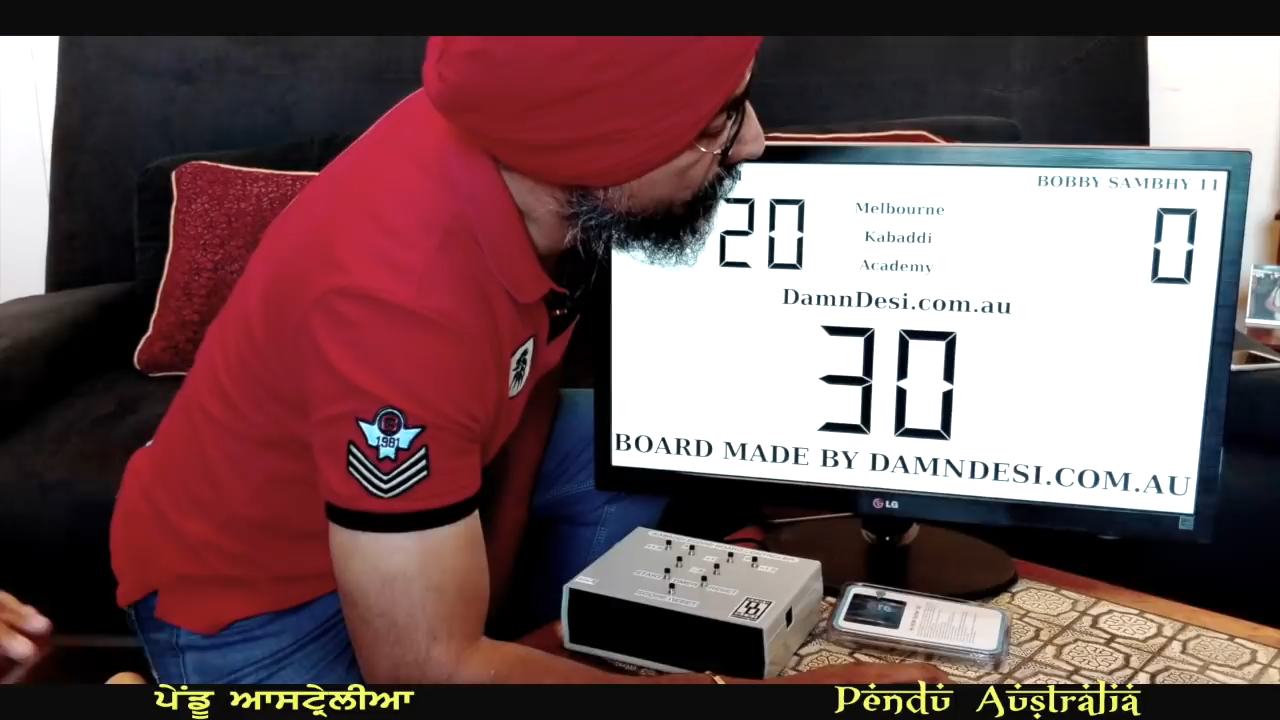 BOBBY SAMBHY 11
20
Melbourne
Kabaddi
Academy
0
DamnDesi.com.au
30
BOARD MADE BY DAMNDESI.COM.AU
LG
1981
ਪੇਂਡੂ ਆਸਟ੍ਰੇਲੀਆ
Pendu Australia